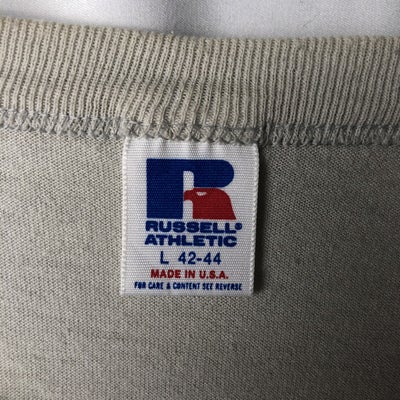 R
RUSSELL®
ATHLETIC
L 42-44
MADE IN U.S.A.
FOR CARE & CONTENT SEE REVERSE